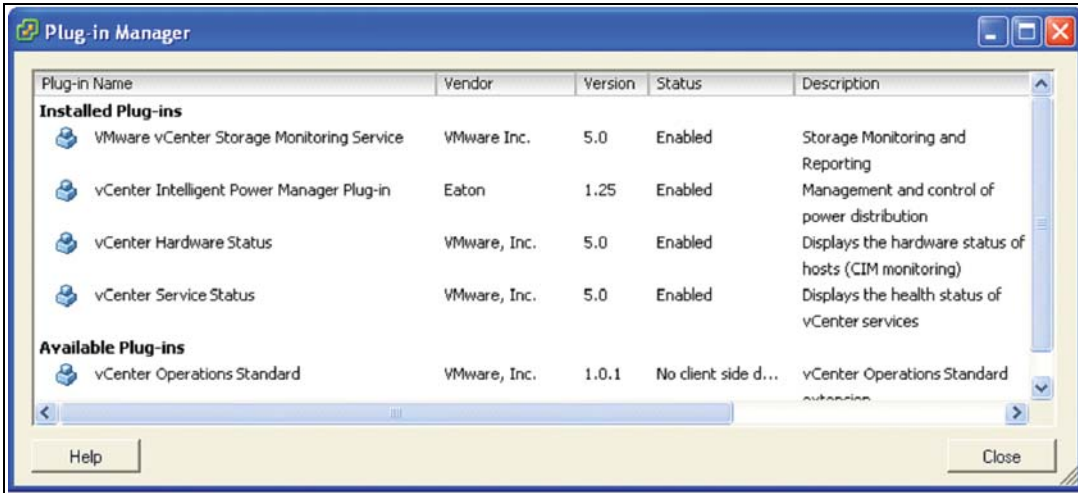 Plug-in Manager
Plug-in Name Vendor Version Status Description
Installed Plug-ins
VMware vCenter Storage Monitoring Service VMware Inc. 5.0 Enabled Storage Monitoring and
Reporting
vCenter Intelligent Power Manager Plug-in Eaton 1.25 Enabled Management and control of
power distribution
vCenter Hardware Status VMware, Inc. 5.0 Enabled Displays the hardware status of
hosts (CIM monitoring)
vCenter Service Status VMware, Inc. 5.0 Enabled Displays the health status of
vCenter services
Available Plug-ins
vCenter Operations Standard VMware, Inc. 1.0.1 No client side d... vCenter Operations Standard
Help Close